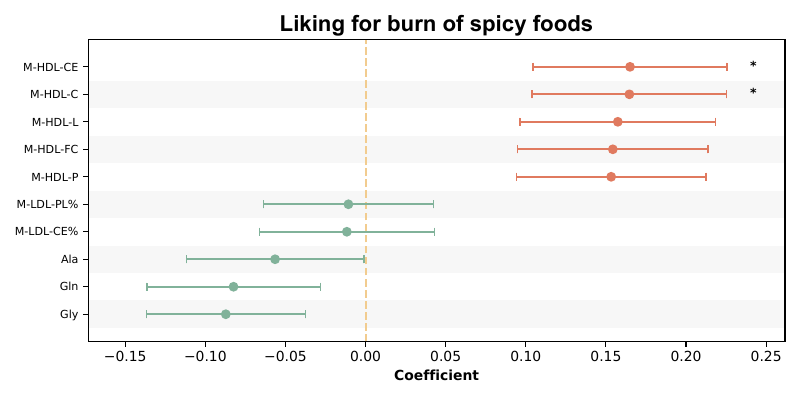 Liking for burn of spicy foods
M-HDL-CE *
M-HDL-C *
M-HDL-L
M-HDL-FC
M-HDL-P
M-LDL-PL%
M-LDL-CE%
Ala
Gln
Gly
−0.15 −0.10 −0.05 0.00 0.05 0.10 0.15 0.20 0.25
Coefficient